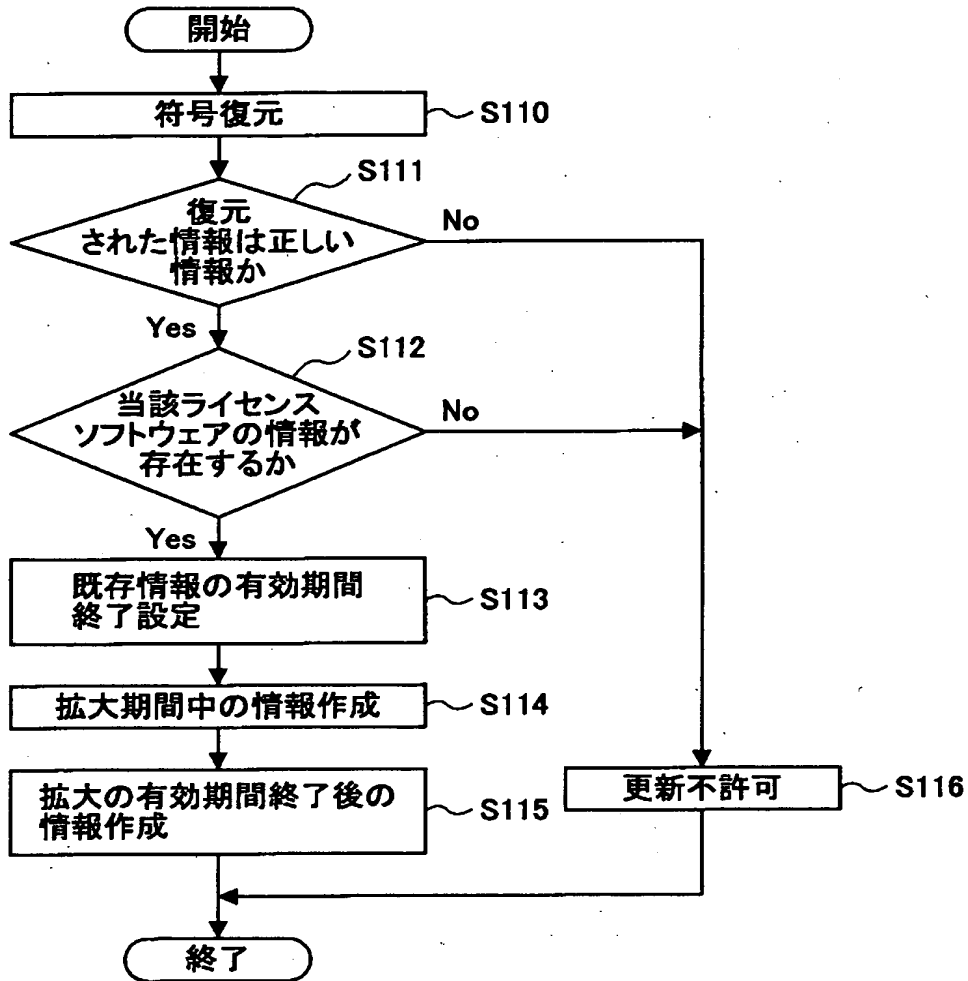 開始
符号復元
S110
S111
復元
された情報は正しい
情報か
No
Yes
S112
当該ライセンス
ソフトウェアの情報が
存在するか
No
Yes
既存情報の有効期間
終了設定
S113
拡大期間中の情報作成
S114
拡大の有効期間終了後の
情報作成
S115
更新不許可
S116
終了